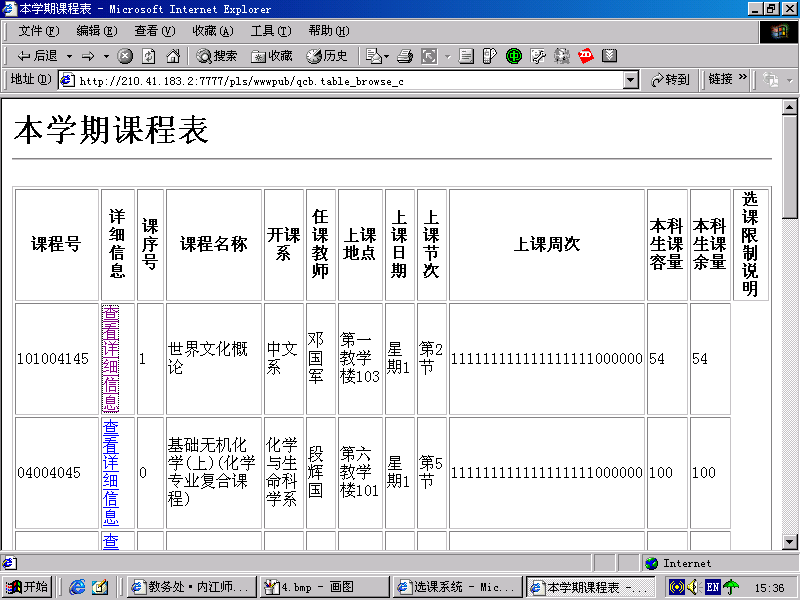 本学期课程表 - Microsoft Internet Explorer
文件(F) 编辑(E) 查看(V) 收藏(A) 工具(T) 帮助(H)
后退 搜索 收藏 历史
地址(D) http://210.41.183.2:7777/pls/wwwpub/qcb.table_browse_c 转到 链接 »
本学期课程表
课程号 详细信息 课序号 课程名称 开课系 任课教师 上课地点 上课日期 上课节次 上课周次 本科生课容量 本科生课余量 选课限制说明
101004145 查看详细信息 1 世界文化概论 中文系 邓国军 第一教学楼103 星期1 第2节 111111111111111111000000 54 54
04004045 查看详细信息 0 基础无机化学(上)(化学专业复合课程) 化学与生命科学系 段辉国 第六教学楼101 星期1 第5节 111111111111111111000000 100 100
查
Internet
开始 教务处·内江师... 4.bmp - 画图 选课系统 - Mic... 本学期课程表 -... EN 15:36